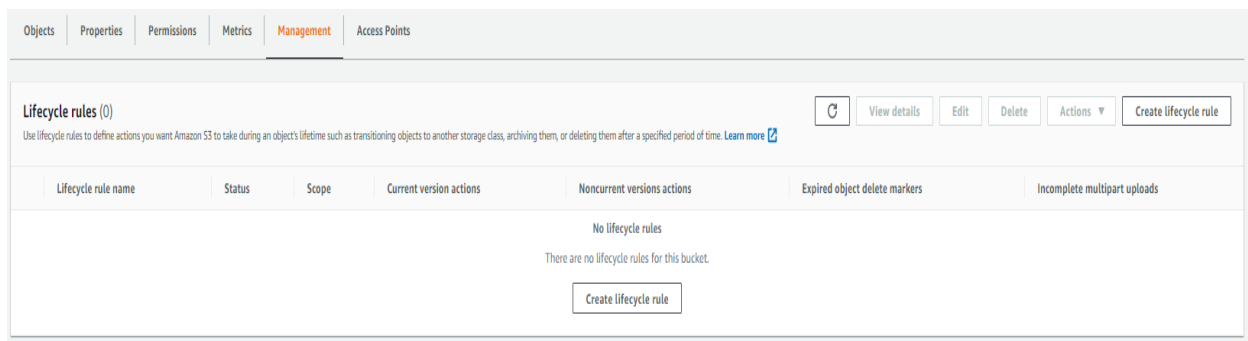 Objects Properties Permissions Metrics Management Access Points
Lifecycle rules (0) View details Edit Delete Actions ▼ Create lifecycle rule
Use lifecycle rules to define actions you want Amazon S3 to take during an object's lifetime such as transitioning objects to another storage class, archiving them, or deleting them after a specified period of time. Learn more
Lifecycle rule name Status Scope Current version actions Noncurrent versions actions Expired object delete markers Incomplete multipart uploads
No lifecycle rules
There are no lifecycle rules for this bucket.
Create lifecycle rule